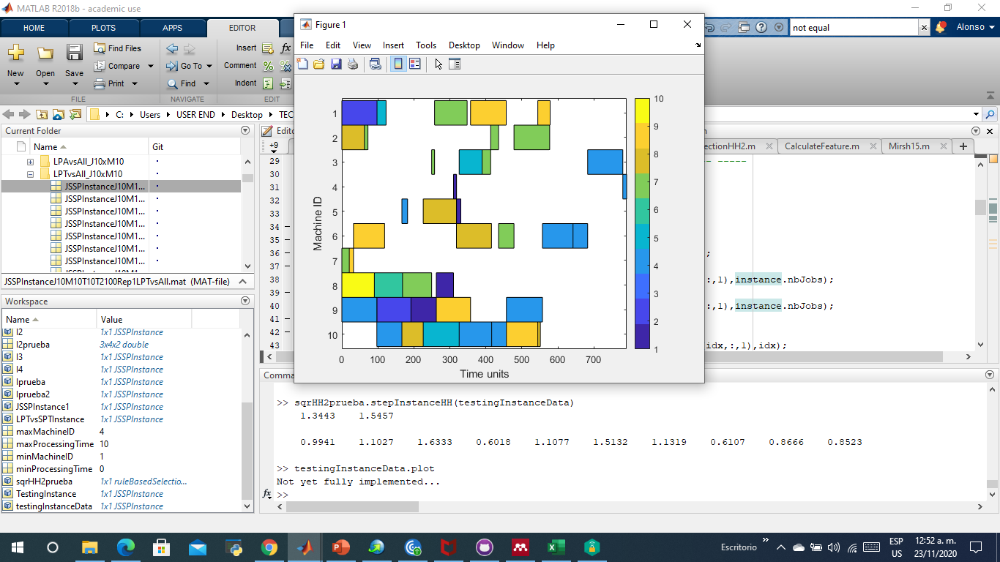 MATLAB R2018b - academic use
HOME PLOTS APPS EDITOR
not equal
Alonso
New Open Save
Find Files
Compare
Print
Go To
Find
Insert
Comment
Indent
FILE NAVIGATE EDIT
C: Users USER END Desktop
Current Folder
Name Git
LPAvsAll_J10xM10
LPTvsAll_J10xM10
JSSPInstanceJ10M1...
JSSPInstanceJ10M1...
JSSPInstanceJ10M1...
JSSPInstanceJ10M1...
JSSPInstanceJ10M1...
JSSPInstanceJ10M1...
JSSPInstanceJ10M1...
JSSPInstanceJ10M10T10T2100Rep1LPTvsAll.mat (MAT-file)
Workspace
Name Value
I2 1x1 JSSPInstance
I2prueba 3x4x2 double
I3 1x1 JSSPInstance
I4 1x1 JSSPInstance
Iprueba 1x1 JSSPInstance
Iprueba2 1x1 JSSPInstance
JSSPInstance1 1x1 JSSPInstance
LPTvsSPTInstance 1x1 JSSPInstance
maxMachineID 4
maxProcessingTime 10
minMachineID 1
minProcessingTime 0
sqrHH2prueba 1x1 ruleBasedSelectio...
TestingInstance 1x1 JSSPInstance
testingInstanceData 1x1 JSSPInstance
+9
CalculateFeature.m Mirsh15.m
29
30
31
32
33
34
35
36
37
38
39
40
41
42
43
:,1),instance.nbJobs);
:,1),instance.nbJobs);
idx,:,1),idx);
Figure 1
File Edit View Insert Tools Desktop Window Help
Machine ID
1
2
3
4
5
6
7
8
9
10
0 100 200 300 400 500 600 700
Time units
10
9
8
7
6
5
4
3
2
1
>> sqrHH2prueba.stepInstanceHH(testingInstanceData)
1.3443 1.5457
0.9941 1.1027 1.6333 0.6018 1.1077 1.5132 1.1319 0.6107 0.8666 0.8523
>> testingInstanceData.plot
Not yet fully implemented...
fx >>
Escritorio
ESP
US
12:52 a. m.
23/11/2020